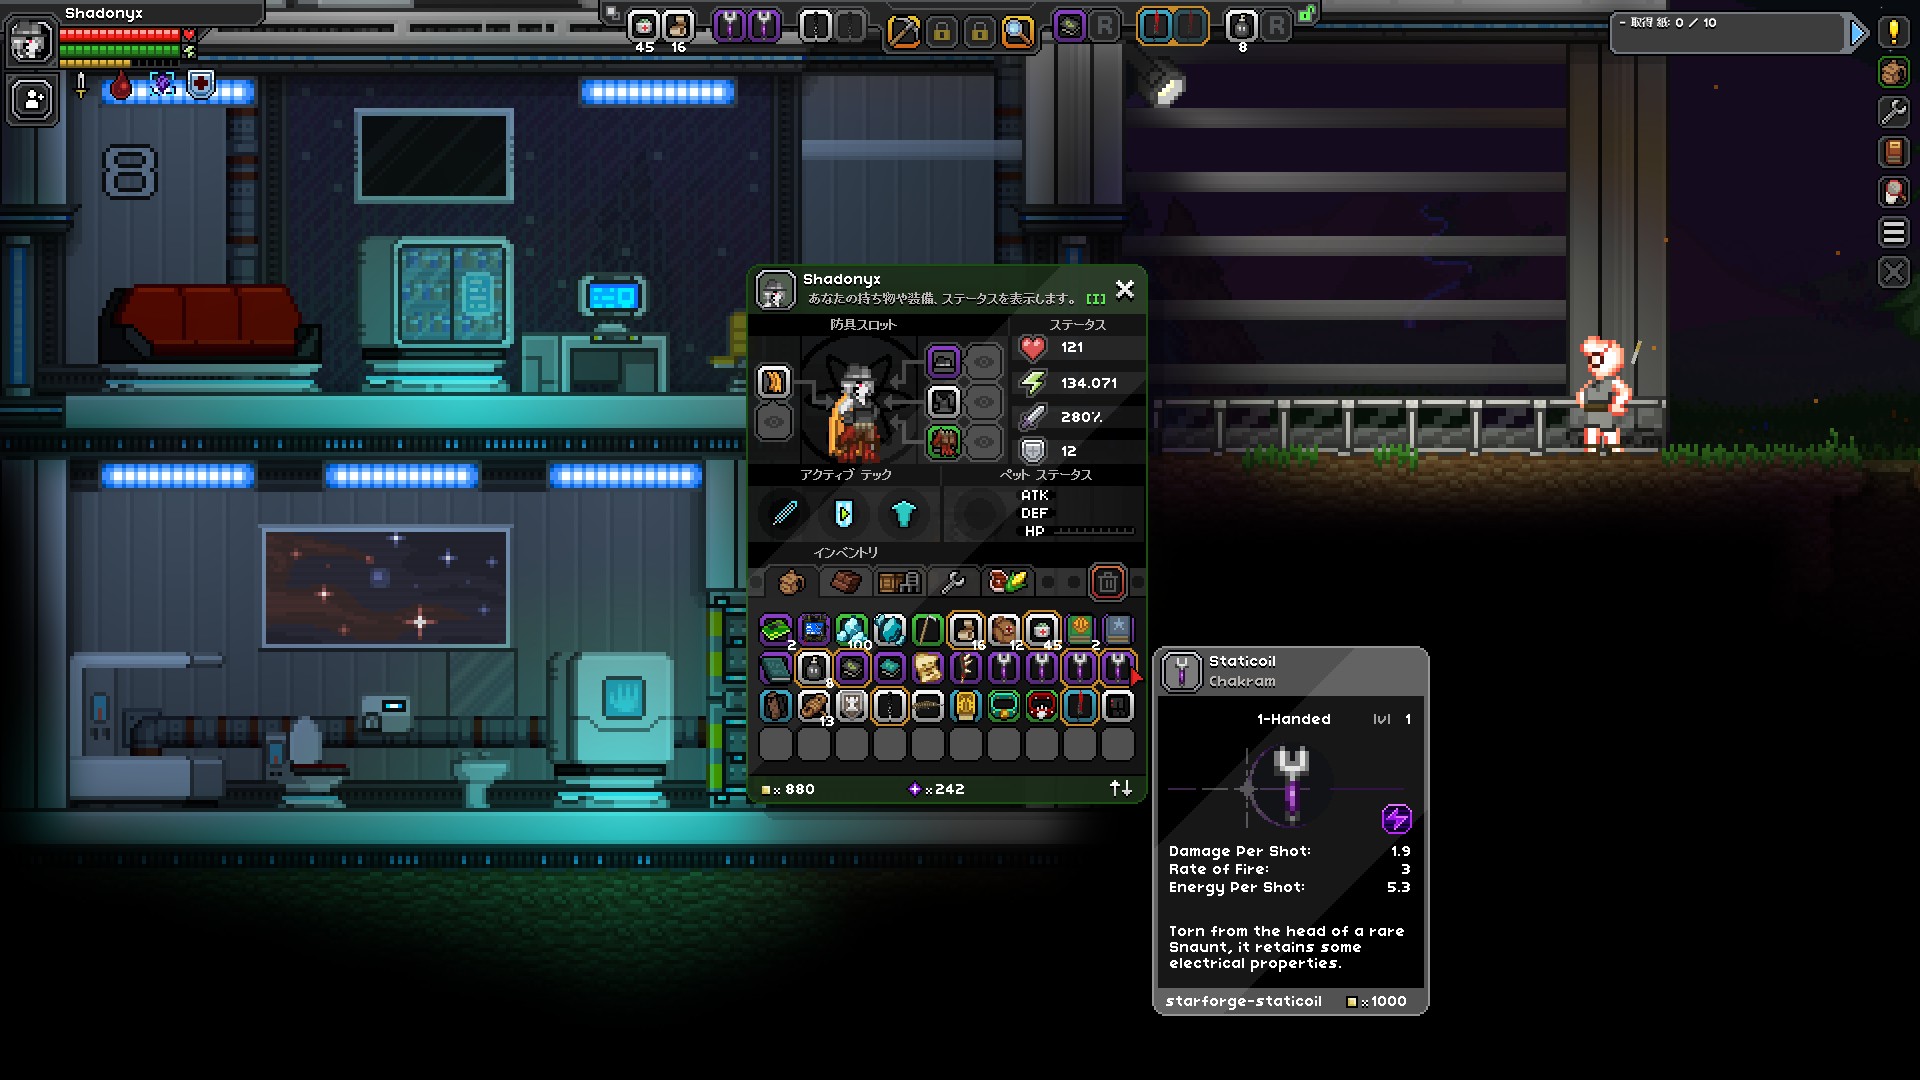 Shadonyx
45
16
R
R
8
- 取得 紙: 0 / 10
8
Shadonyx
あなたの持ち物や装備、ステータスを表示します。 [I]
防具スロット
ステータス
121
134.071
280%
12
アクティブ テック
ペット ステータス
ATK
DEF
HP
インベントリ
2
100
16
12
45
2
8
13
x 880
x242
Staticoil
Chakram
1-Handed
lvl 1
Damage Per Shot: 1.9
Rate of Fire: 3
Energy Per Shot: 5.3
Torn from the head of a rare
Snaunt, it retains some
electrical properties.
starforge-staticoil
x1000